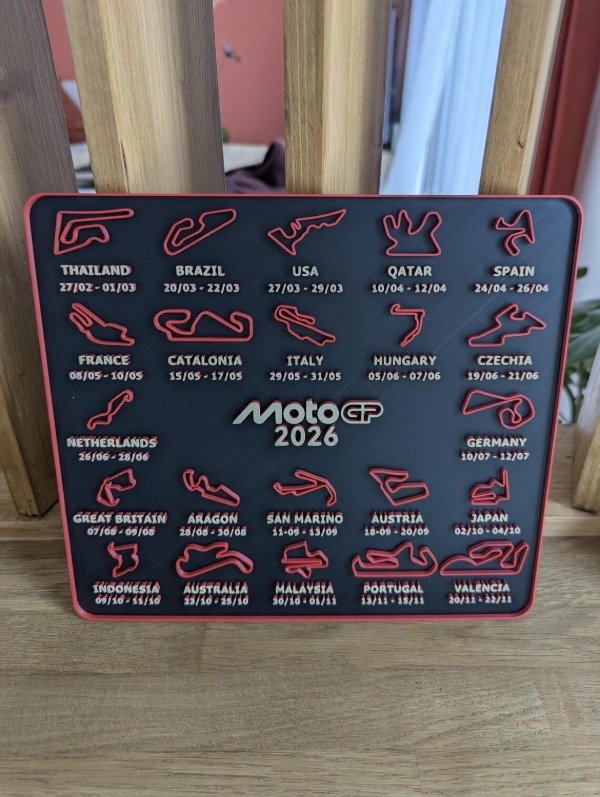 THAILAND
27/02 - 01/03
BRAZIL
20/03 - 22/03
USA
27/03 - 29/03
QATAR
10/04 - 12/04
SPAIN
24/04 - 26/04
FRANCE
08/05 - 10/05
CATALONIA
15/05 - 17/05
ITALY
29/05 - 31/05
HUNGARY
05/06 - 07/06
CZECHIA
19/06 - 21/06
NETHERLANDS
26/06 - 28/06
MotoGP
2026
GERMANY
10/07 - 12/07
GREAT BRITAIN
07/08 - 09/08
ARAGON
28/08 - 30/08
SAN MARINO
11-09 - 13/09
AUSTRIA
18-09 - 20/09
JAPAN
02/10 - 04/10
INDONESIA
09/10 - 11/10
AUSTRALIA
23/10 - 25/10
MALAYSIA
30/10 - 01/11
PORTUGAL
13/11 - 15/11
VALENCIA
20/11 - 22/11